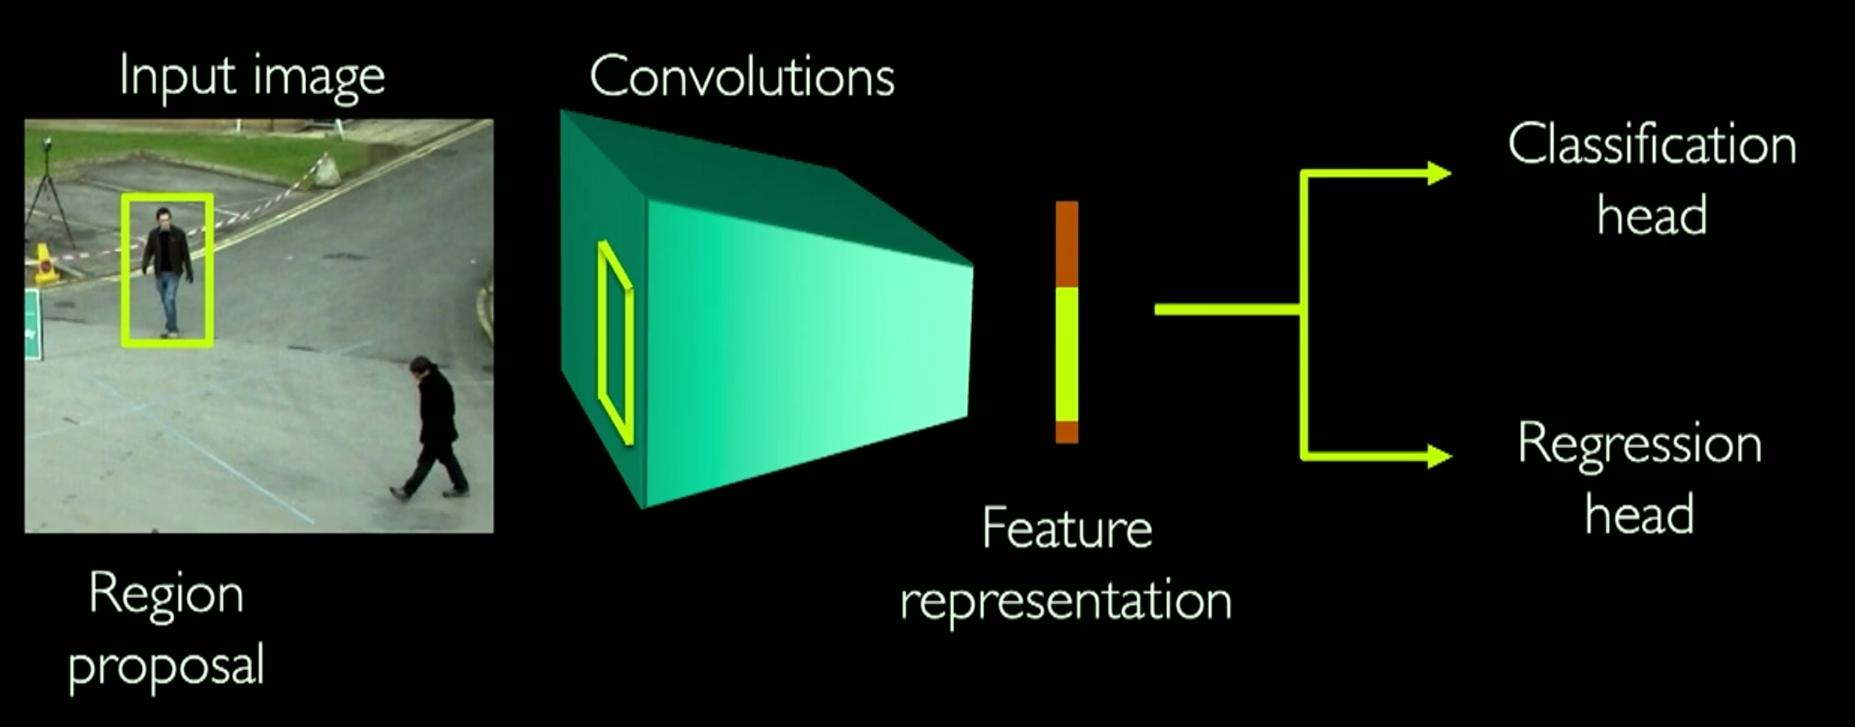 Input image
Convolutions
Classification
head
Regression
head
Feature
representation
Region
proposal